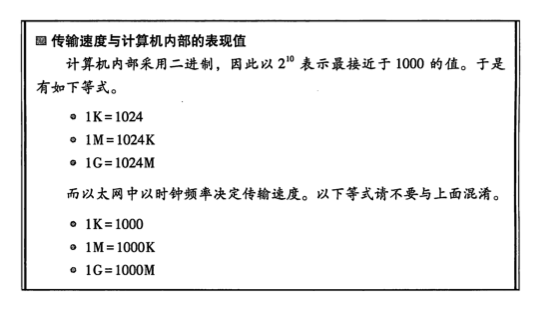 传输速度与计算机内部的表现值
计算机内部采用二进制，因此以 2¹⁰ 表示最接近于 1000 的值。于是
有如下等式。
● 1K=1024
● 1M=1024K
● 1G=1024M
而以太网中以时钟频率决定传输速度。以下等式请不要与上面混淆。
● 1K=1000
● 1M=1000K
● 1G=1000M